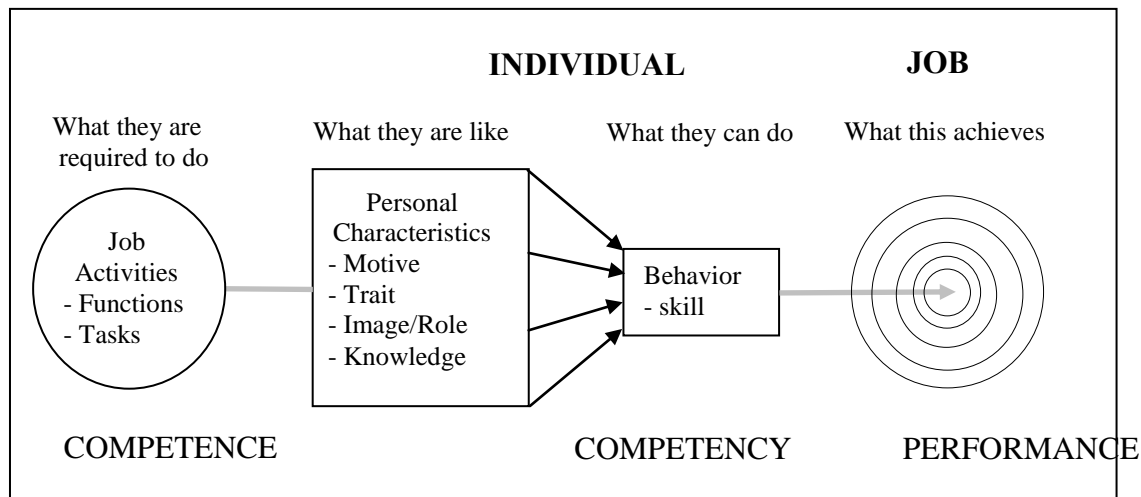 INDIVIDUAL
JOB
What they are
required to do
What they are like
What they can do
What this achieves
Job
Activities
- Functions
- Tasks
Personal
Characteristics
- Motive
- Trait
- Image/Role
- Knowledge
Behavior
- skill
COMPETENCE
COMPETENCY
PERFORMANCE